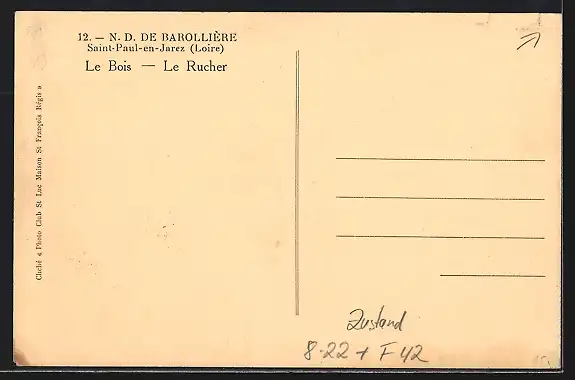 12. — N. D. DE BAROLLIÈRE
Saint-Paul-en-Jarez (Loire)
Le Bois — Le Rucher
Cliché « Photo Club St Luc Maison St François Régis »
Zustand
8-22 + F 42